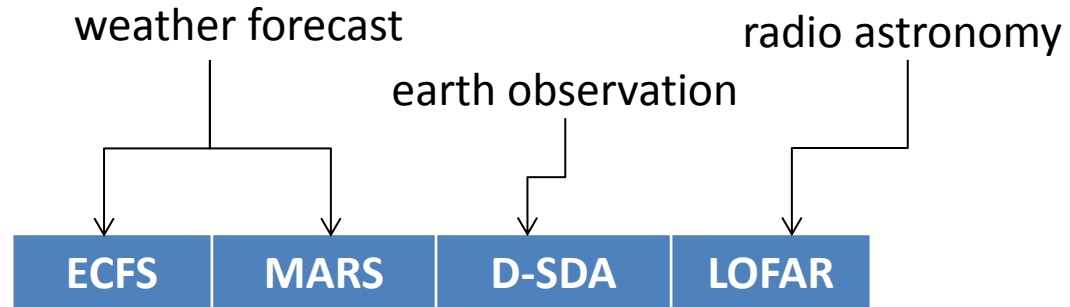 weather forecast
radio astronomy
earth observation
ECFS MARS D-SDA LOFAR